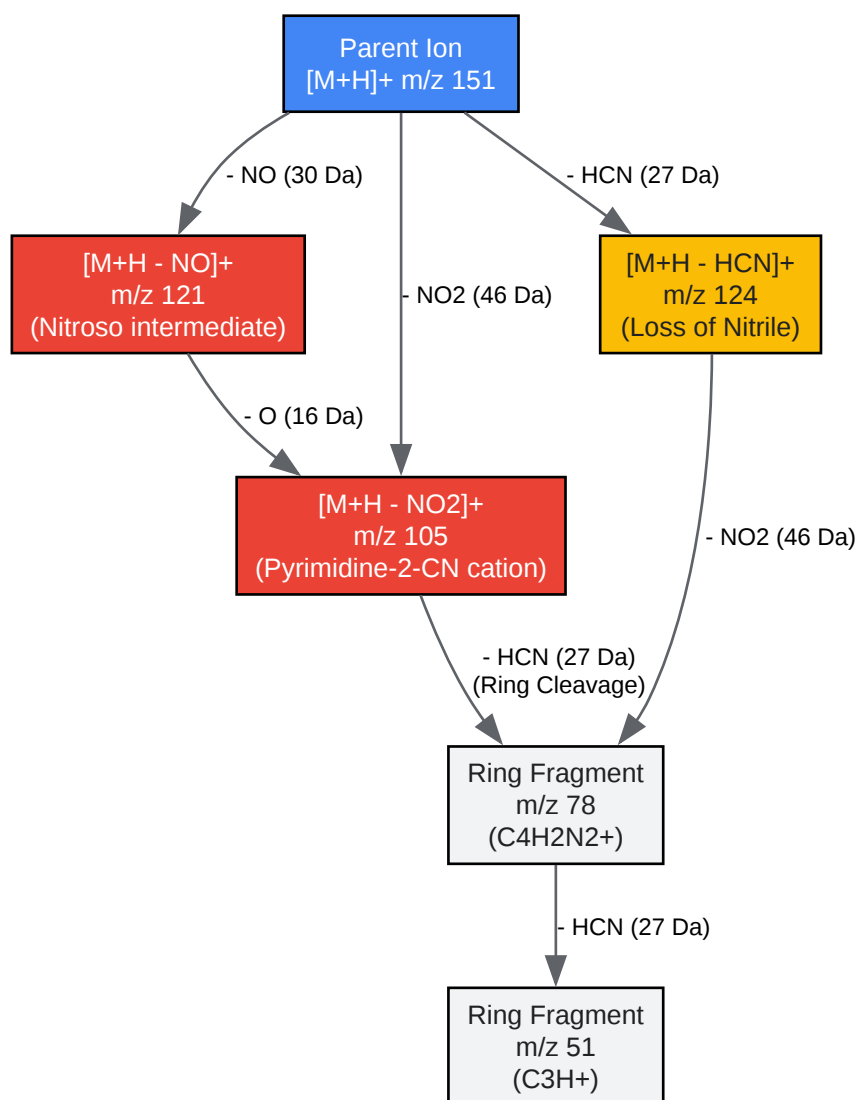 Parent Ion
[M+H]+ m/z 151
- NO (30 Da)
- HCN (27 Da)
[M+H - NO]+
m/z 121
(Nitroso intermediate)
- NO2 (46 Da)
[M+H - HCN]+
m/z 124
(Loss of Nitrile)
- O (16 Da)
[M+H - NO2]+
m/z 105
(Pyrimidine-2-CN cation)
- NO2 (46 Da)
- HCN (27 Da)
(Ring Cleavage)
Ring Fragment
m/z 78
(C4H2N2+)
- HCN (27 Da)
Ring Fragment
m/z 51
(C3H+)